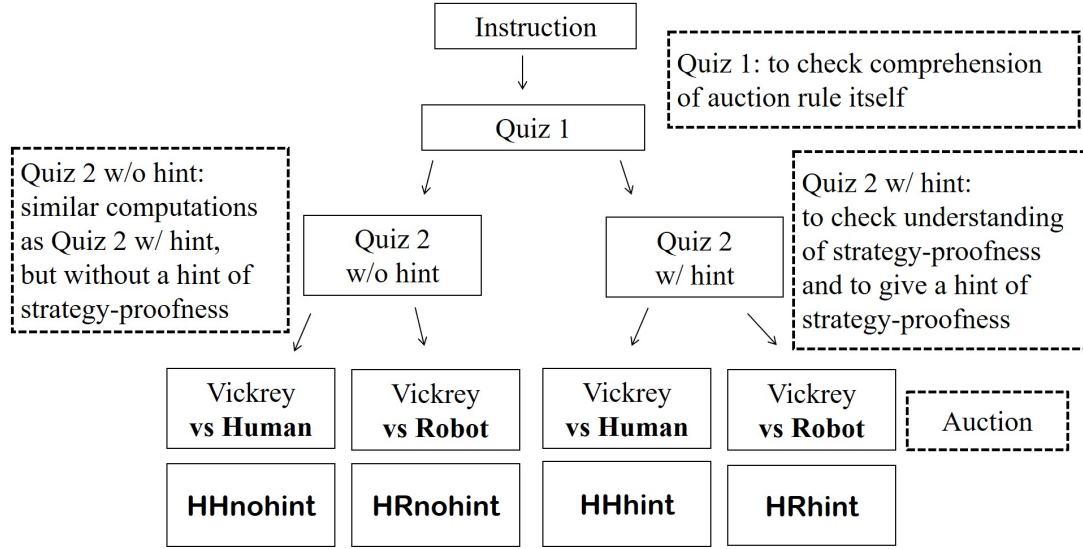 Instruction
Quiz 1: to check comprehension
of auction rule itself
Quiz 1
Quiz 2 w/o hint:
similar computations
as Quiz 2 w/ hint,
but without a hint of
strategy-proofness
Quiz 2
w/o hint
Quiz 2
w/ hint
Quiz 2 w/ hint:
to check understanding
of strategy-proofness
and to give a hint of
strategy-proofness
Vickrey
vs Human
Vickrey
vs Robot
Vickrey
vs Human
Vickrey
vs Robot
Auction
HHnohint
HRnohint
HHhint
HRhint